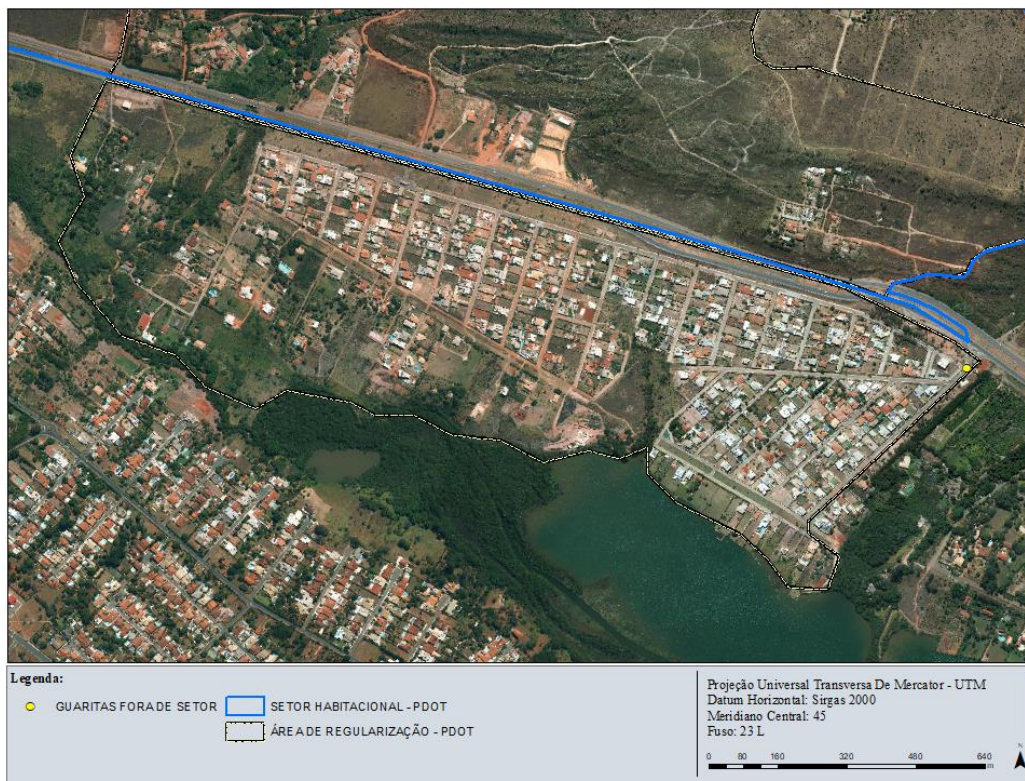 Legenda:
GUARITAS FORA DE SETOR
SETOR HABITACIONAL - PDOT
ÁREA DE REGULARIZAÇÃO - PDOT
Projeção Universal Transversa De Mercator - UTM
Datum Horizontal: Sirgas 2000
Meridiano Central: 45
Fuso: 23 L
0 80 160 320 480 640
m
N